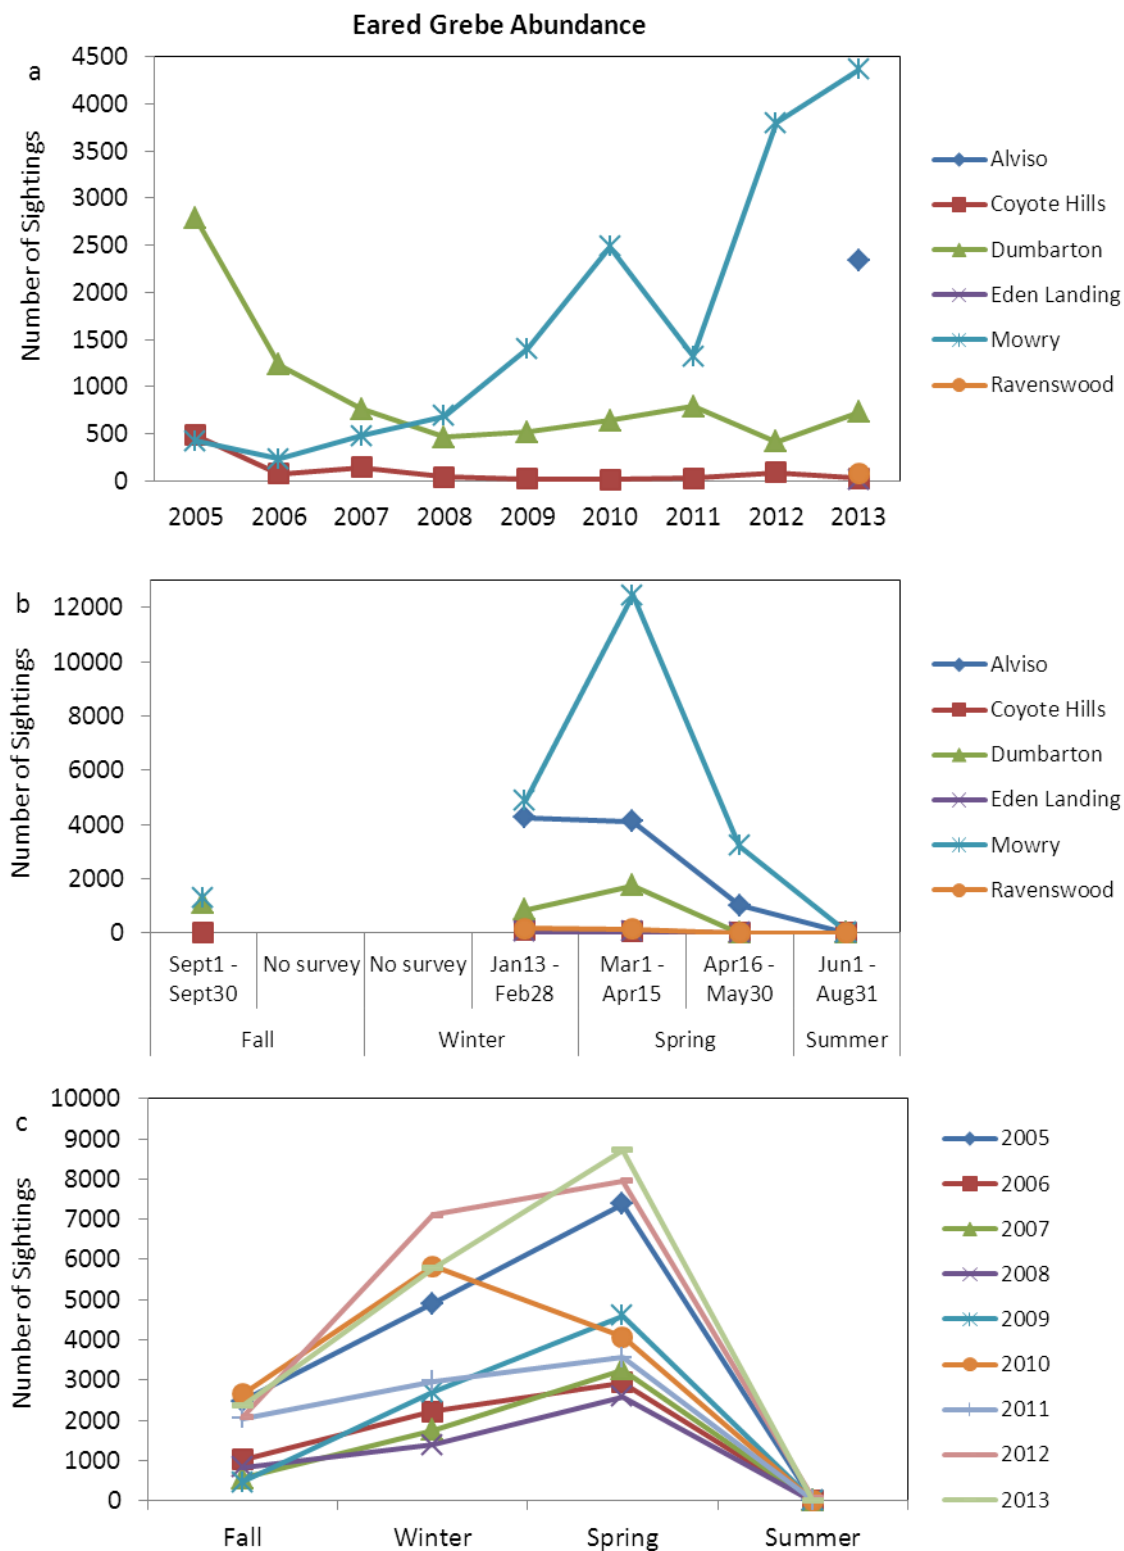 Eared Grebe Abundance
a
Number of Sightings
4500
4000
3500
3000
2500
2000
1500
1000
500
0
2005 2006 2007 2008 2009 2010 2011 2012 2013
Alviso
Coyote Hills
Dumbarton
Eden Landing
Mowry
Ravenswood
b
Number of Sightings
12000
10000
8000
6000
4000
2000
0
Sept1 - No survey No survey Jan13 - Mar1 - Apr16 - Jun1 -
Sept30 Feb28 Apr15 May30 Aug31
Fall Winter Spring Summer
Alviso
Coyote Hills
Dumbarton
Eden Landing
Mowry
Ravenswood
c
Number of Sightings
10000
9000
8000
7000
6000
5000
4000
3000
2000
1000
0
Fall Winter Spring Summer
2005
2006
2007
2008
2009
2010
2011
2012
2013